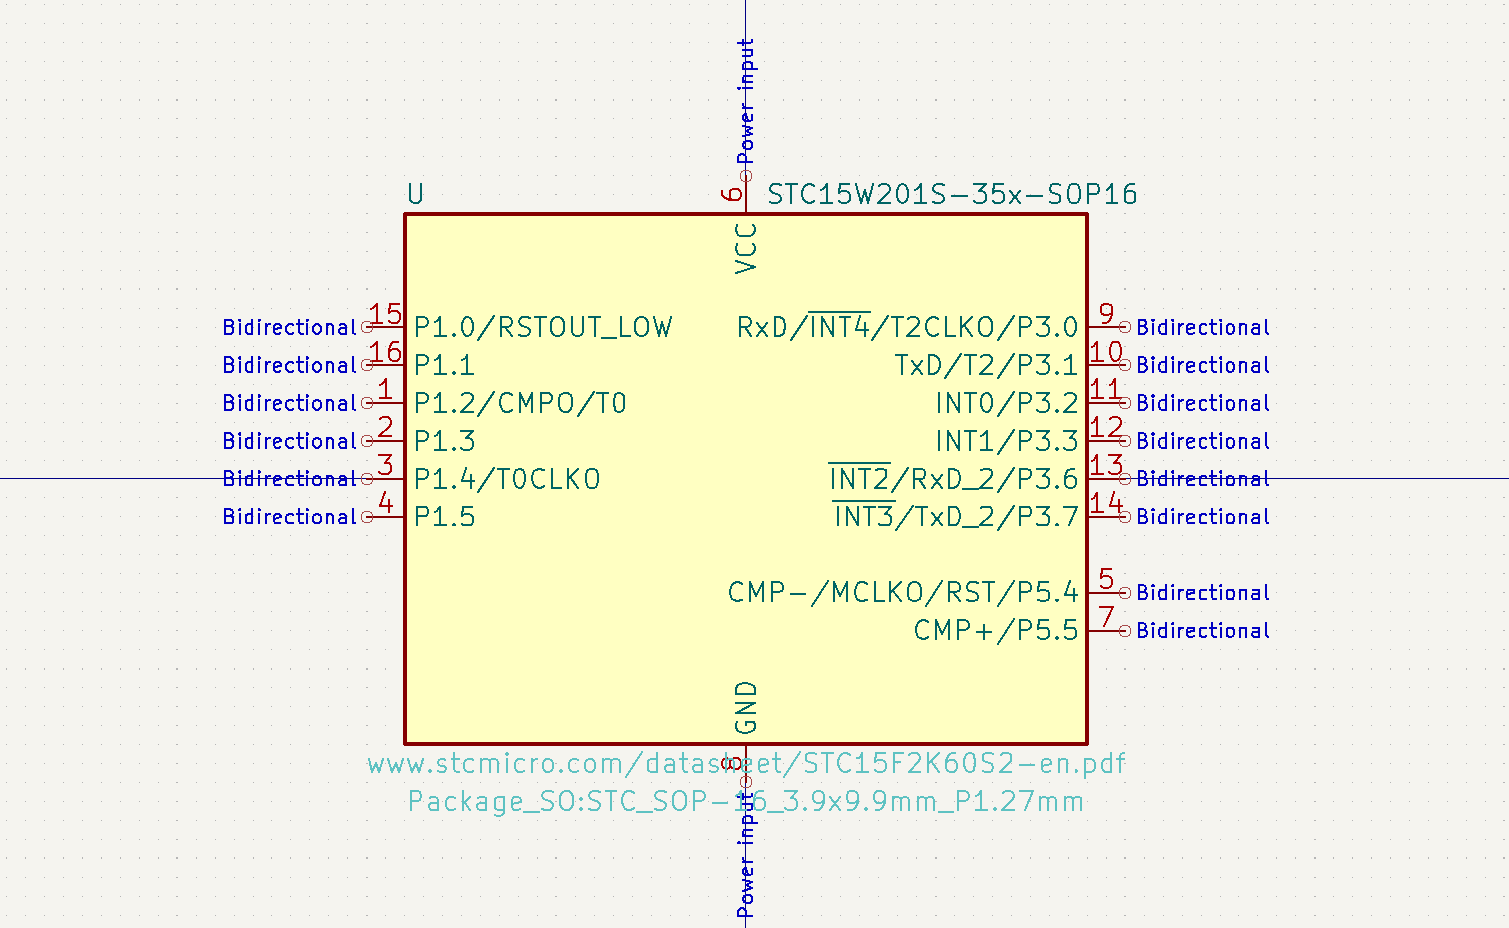 Power input
6
U STC15W201S-35x-SOP16
VCC
Bidirectional 15 P1.0/RSTOUT_LOW RxD/INT4/T2CLKO/P3.0 9 Bidirectional
Bidirectional 16 P1.1 TxD/T2/P3.1 10 Bidirectional
Bidirectional 1 P1.2/CMPO/T0 INT0/P3.2 11 Bidirectional
Bidirectional 2 P1.3 INT1/P3.3 12 Bidirectional
Bidirectional 3 P1.4/T0CLKO INT2/RxD_2/P3.6 13 Bidirectional
Bidirectional 4 P1.5 INT3/TxD_2/P3.7 14 Bidirectional
CMP-/MCLKO/RST/P5.4 5 Bidirectional
CMP+/P5.5 7 Bidirectional
GND
8
www.stcmicro.com/datasheet/STC15F2K60S2-en.pdf
Package_SO:STC_SOP-16_3.9x9.9mm_P1.27mm
Power input